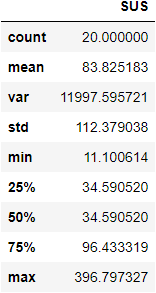 SUS
count 20.000000
mean 83.825183
var 11997.595721
std 112.379038
min 11.100614
25% 34.590520
50% 34.590520
75% 96.433319
max 396.797327